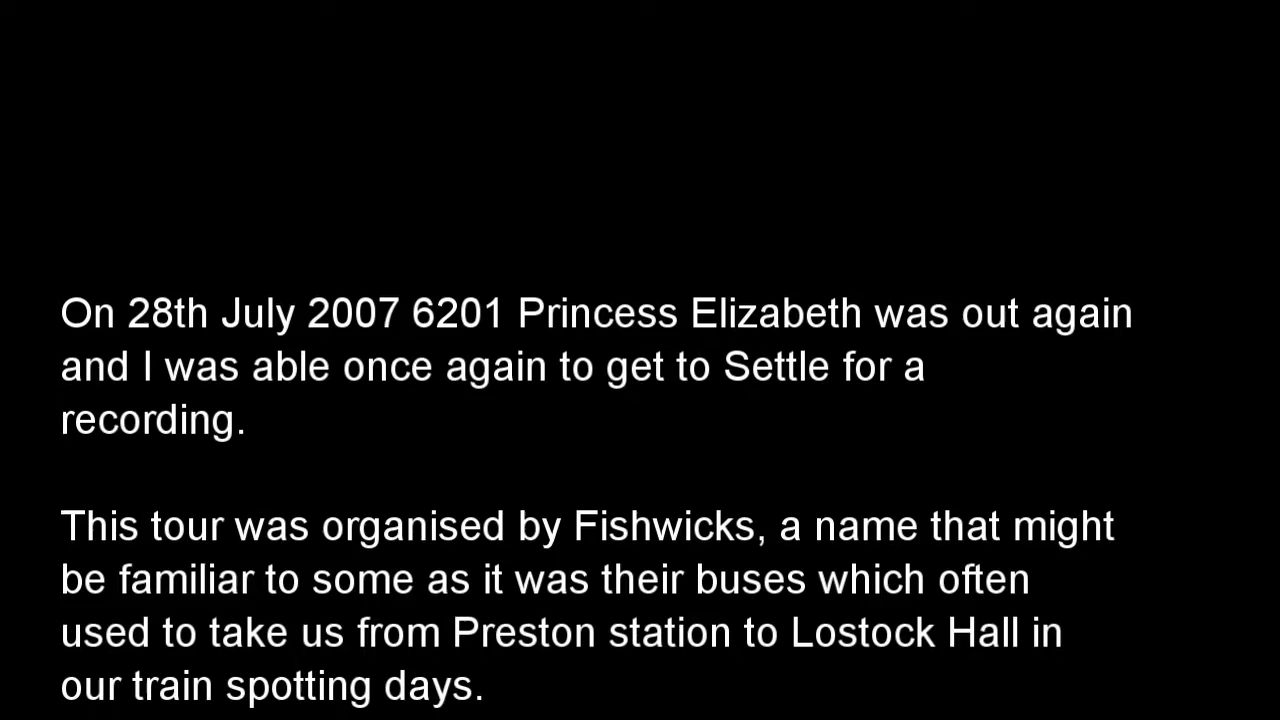 On 28th July 2007 6201 Princess Elizabeth was out again
and I was able once again to get to Settle for a
recording.
This tour was organised by Fishwicks, a name that might
be familiar to some as it was their buses which often
used to take us from Preston station to Lostock Hall in
our train spotting days.